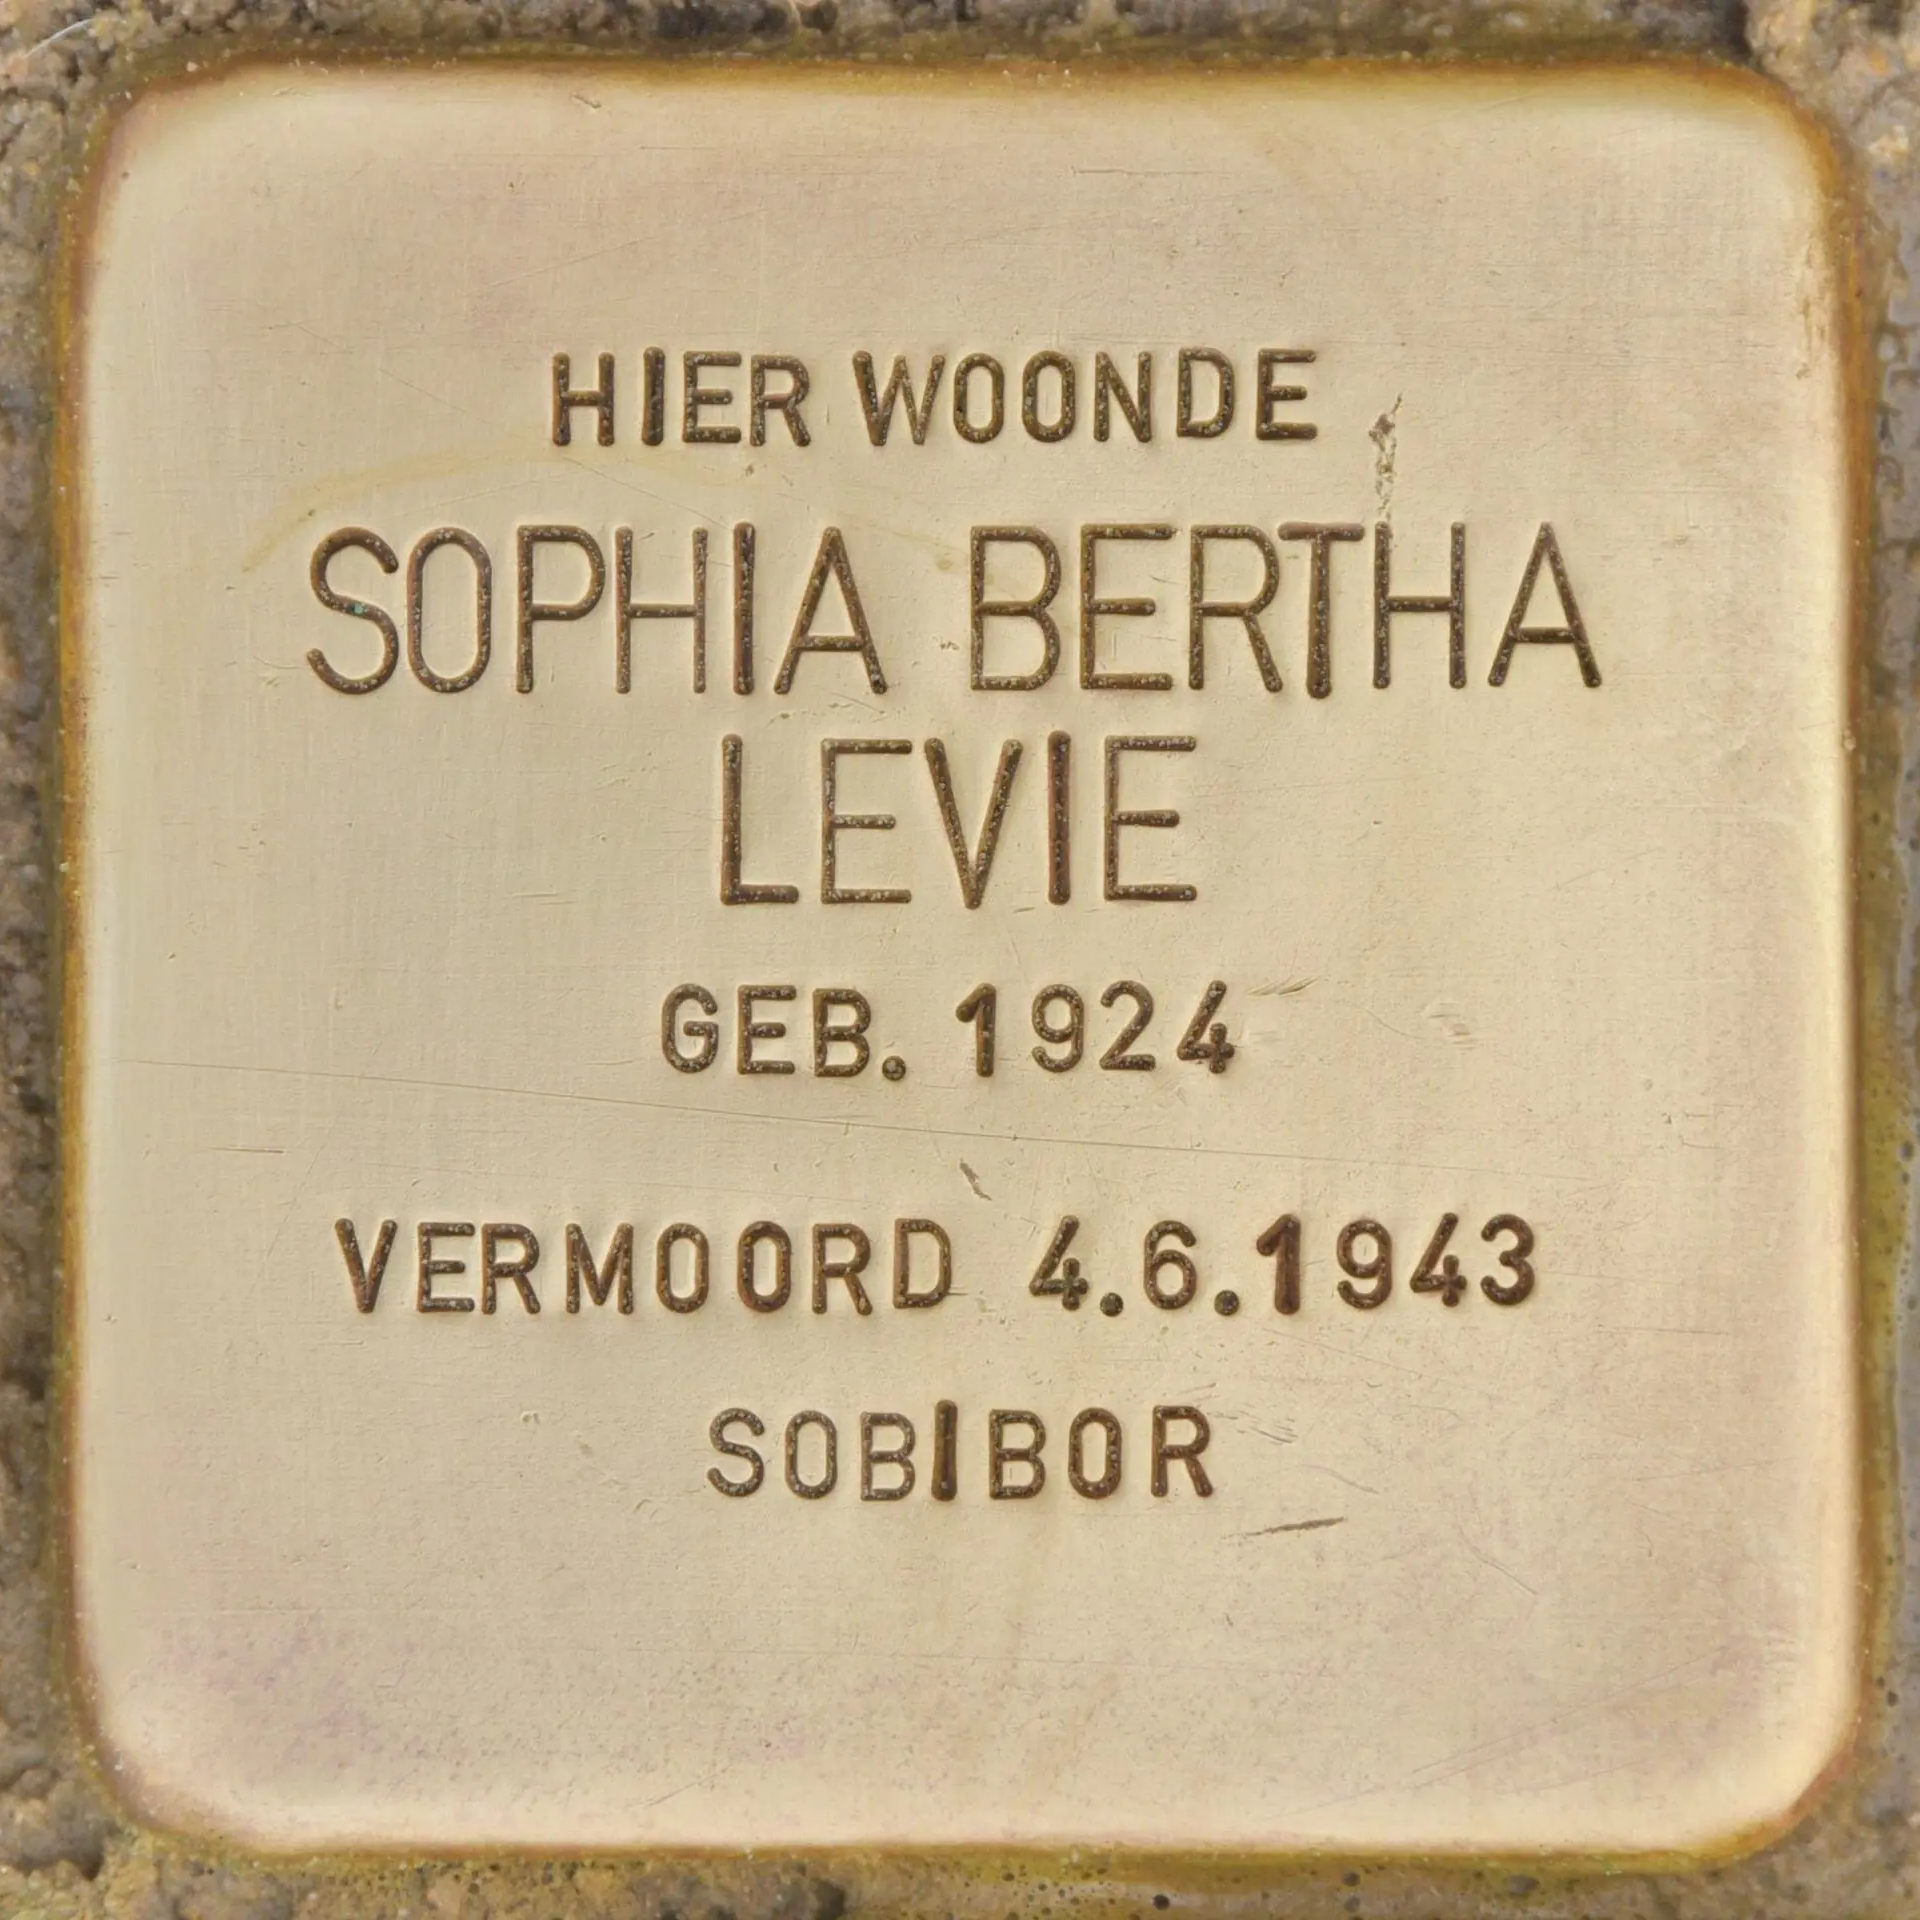 HIER WOONDE
SOPHIA BERTHA
LEVIE
GEB. 1924
VERMOORD 4.6.1943
SOBIBOR